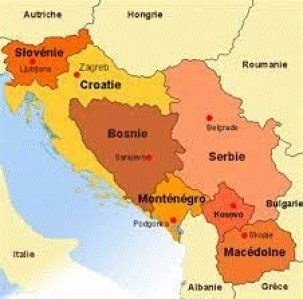 Autriche
Hongrie
Slovénie
Ljubljana
Zagreb
Croatie
Roumanie
Bosnie
Belgrade
Sarajevo
Serbie
Monténégro
Podgorica
Kosovo
Bulgarie
Skopje
Macédoine
Italie
Albanie
Grèce